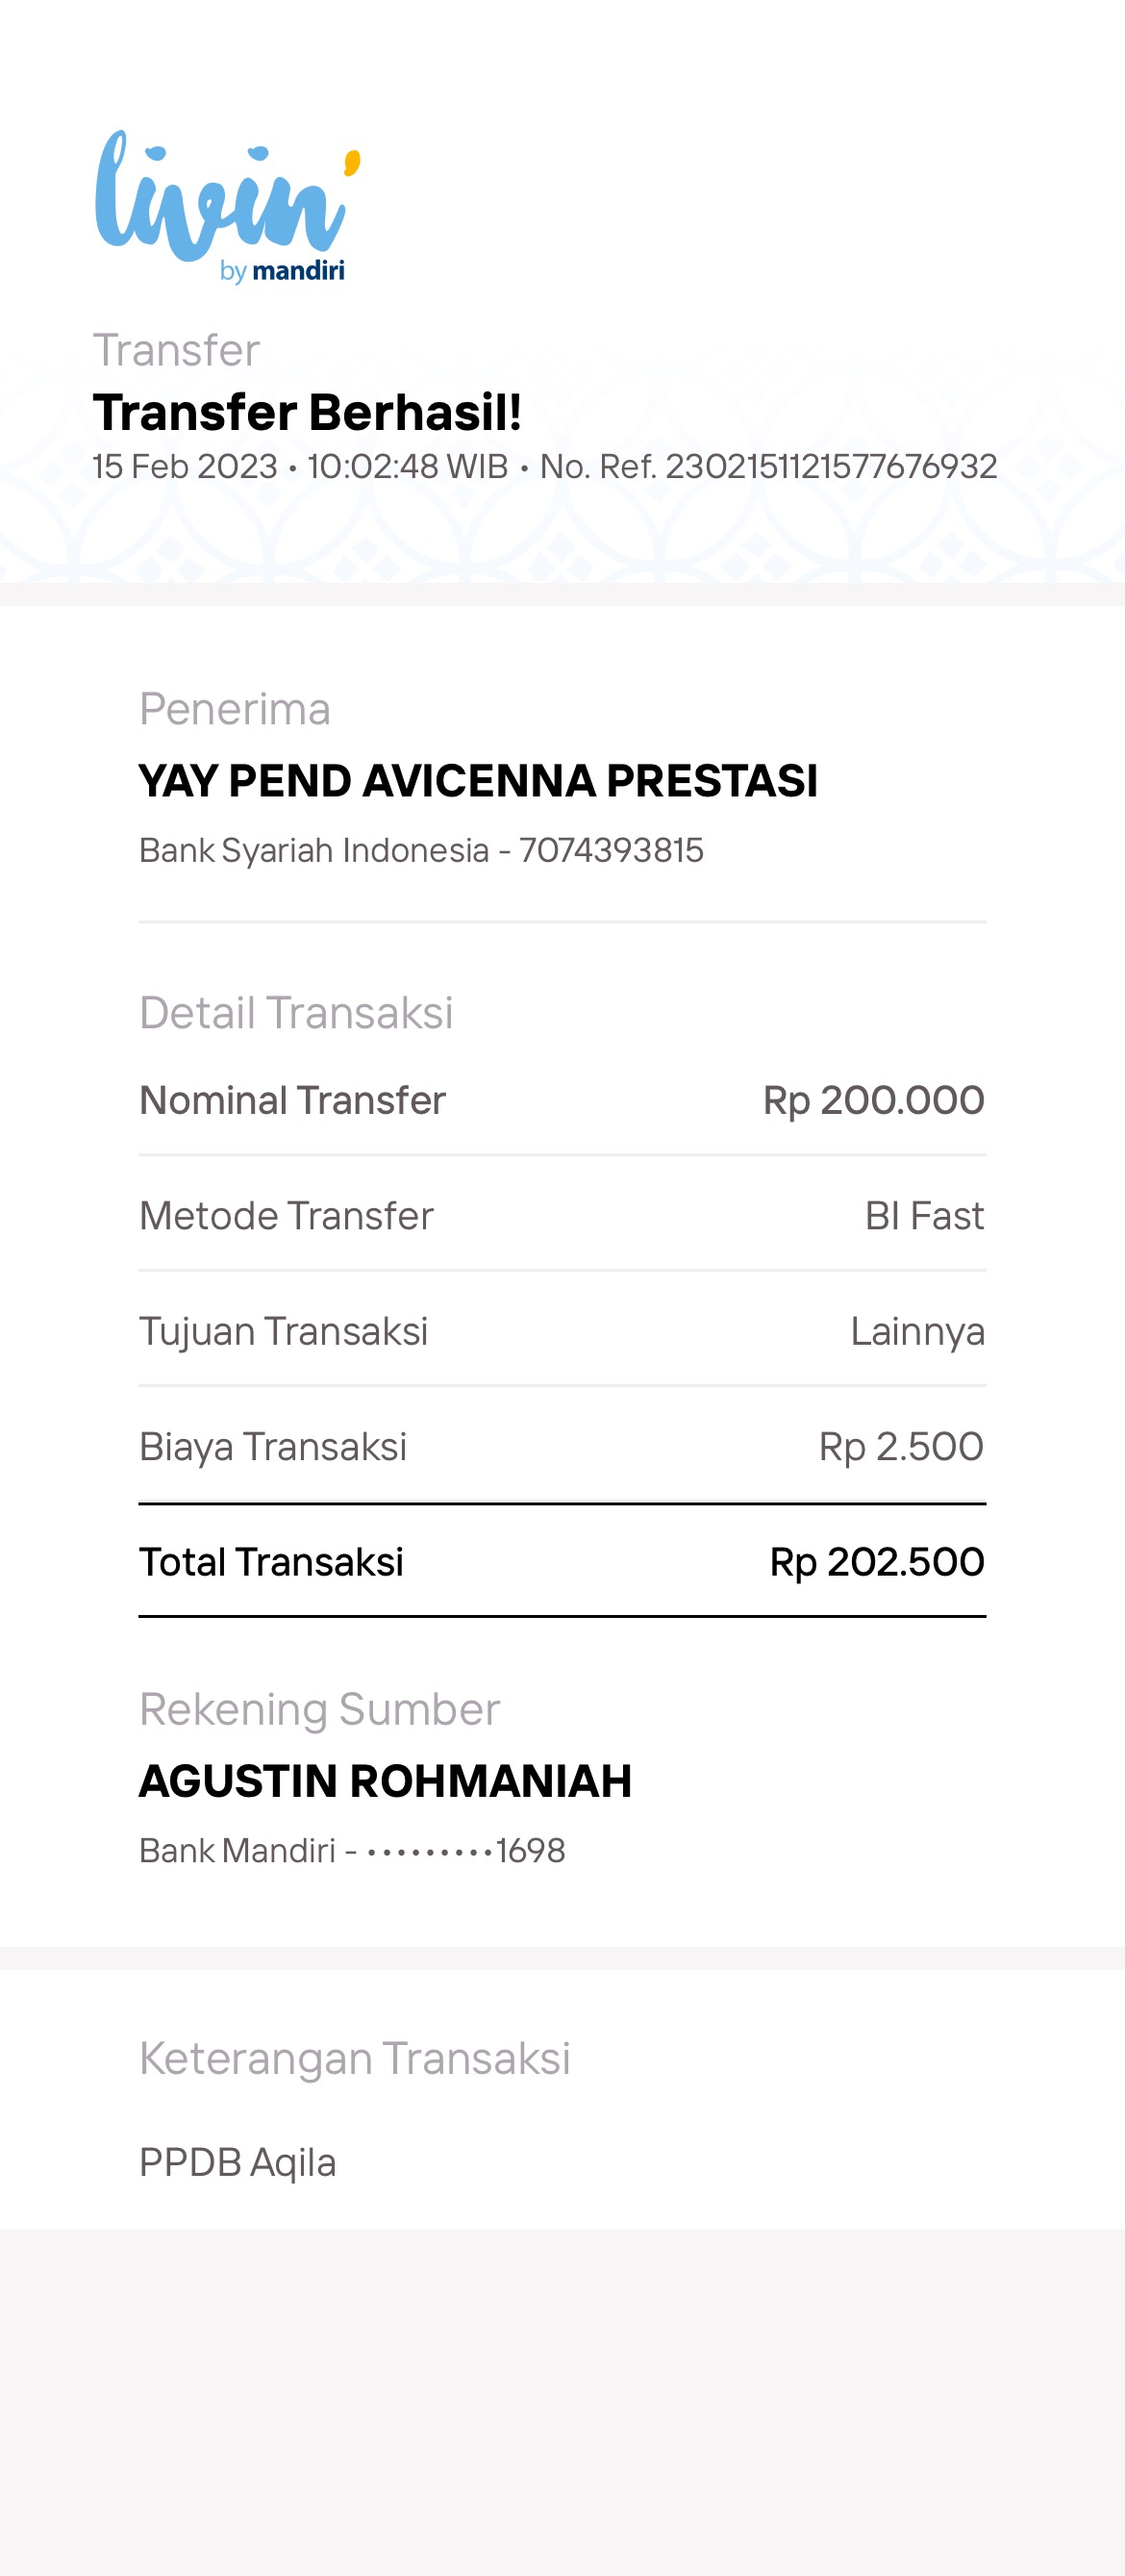 livin'
by mandiri
Transfer
Transfer Berhasil!
15 Feb 2023 • 10:02:48 WIB • No. Ref. 2302151121577676932
Penerima
YAY PEND AVICENNA PRESTASI
Bank Syariah Indonesia - 7074393815
Detail Transaksi
Nominal Transfer Rp 200.000
Metode Transfer BI Fast
Tujuan Transaksi Lainnya
Biaya Transaksi Rp 2.500
Total Transaksi Rp 202.500
Rekening Sumber
AGUSTIN ROHMANIAH
Bank Mandiri - •••••••••1698
Keterangan Transaksi
PPDB Aqila